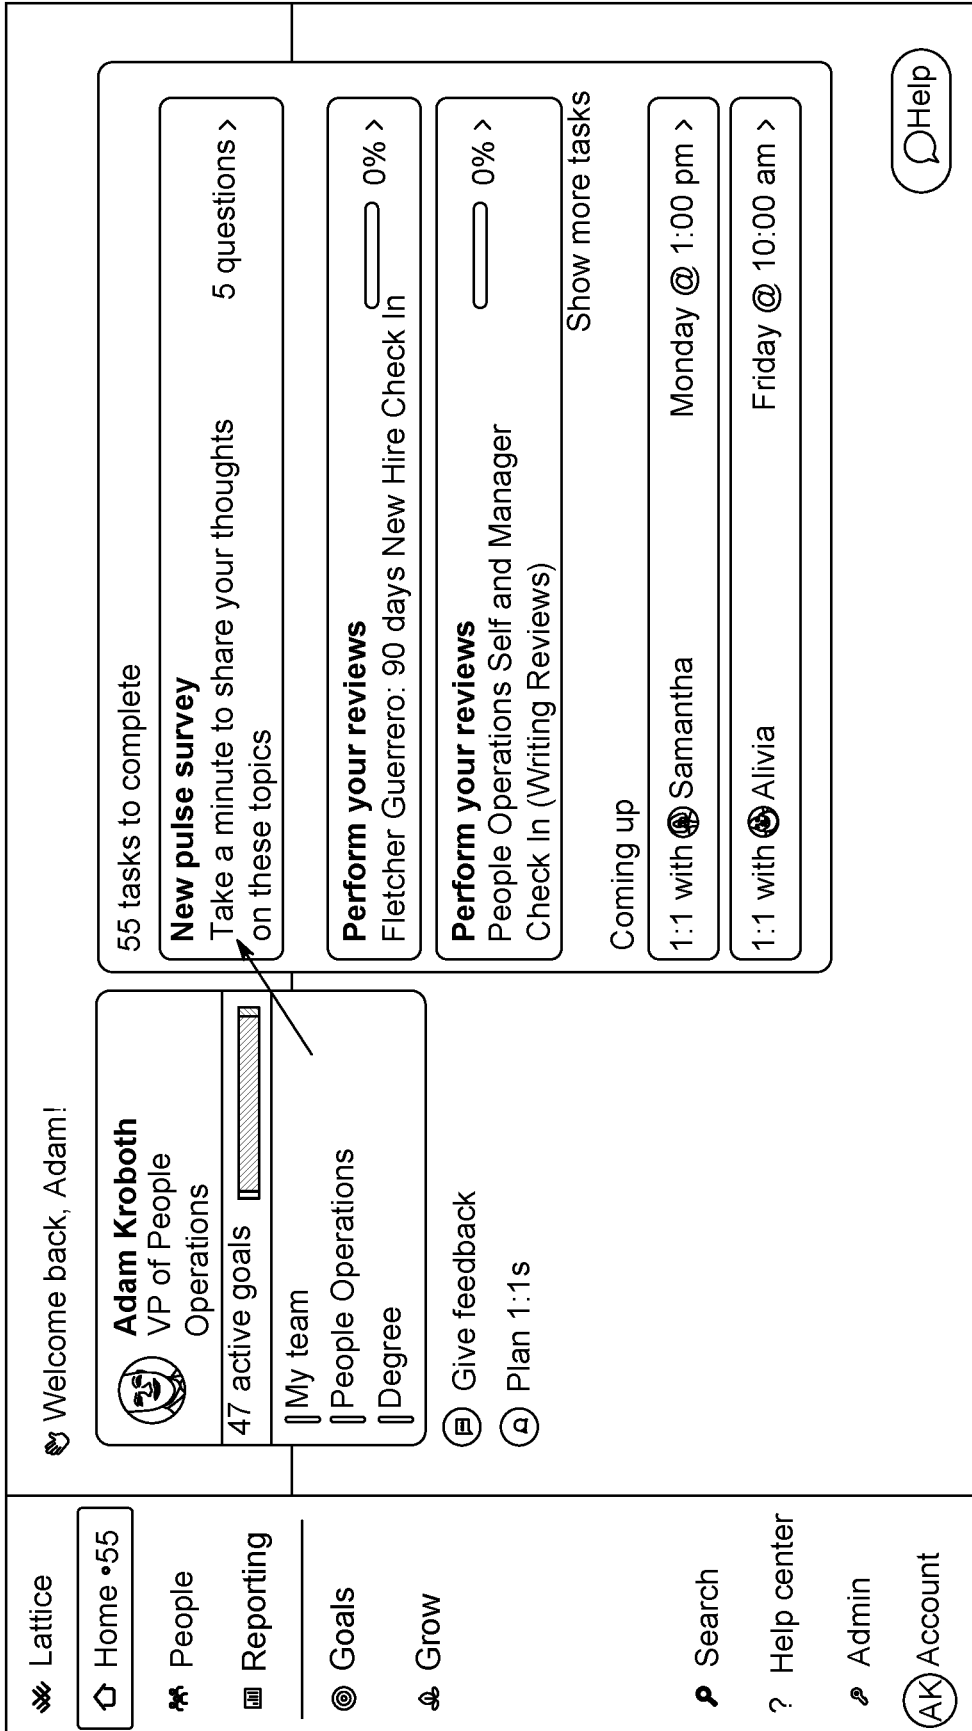 Lattice
Home •55
People
Reporting
Goals
Grow
Search
? Help center
Admin
AK Account
Welcome back, Adam!
Adam Kroboth
VP of People
Operations
47 active goals
My team
People Operations
Degree
Give feedback
Plan 1:1s
55 tasks to complete
New pulse survey
Take a minute to share your thoughts
on these topics
5 questions >
Perform your reviews
Fletcher Guerrero: 90 days New Hire Check In
0% >
Perform your reviews
People Operations Self and Manager
Check In (Writing Reviews)
0% >
Show more tasks
Coming up
1:1 with Samantha
Monday @ 1:00 pm >
1:1 with Alivia
Friday @ 10:00 am >
Help